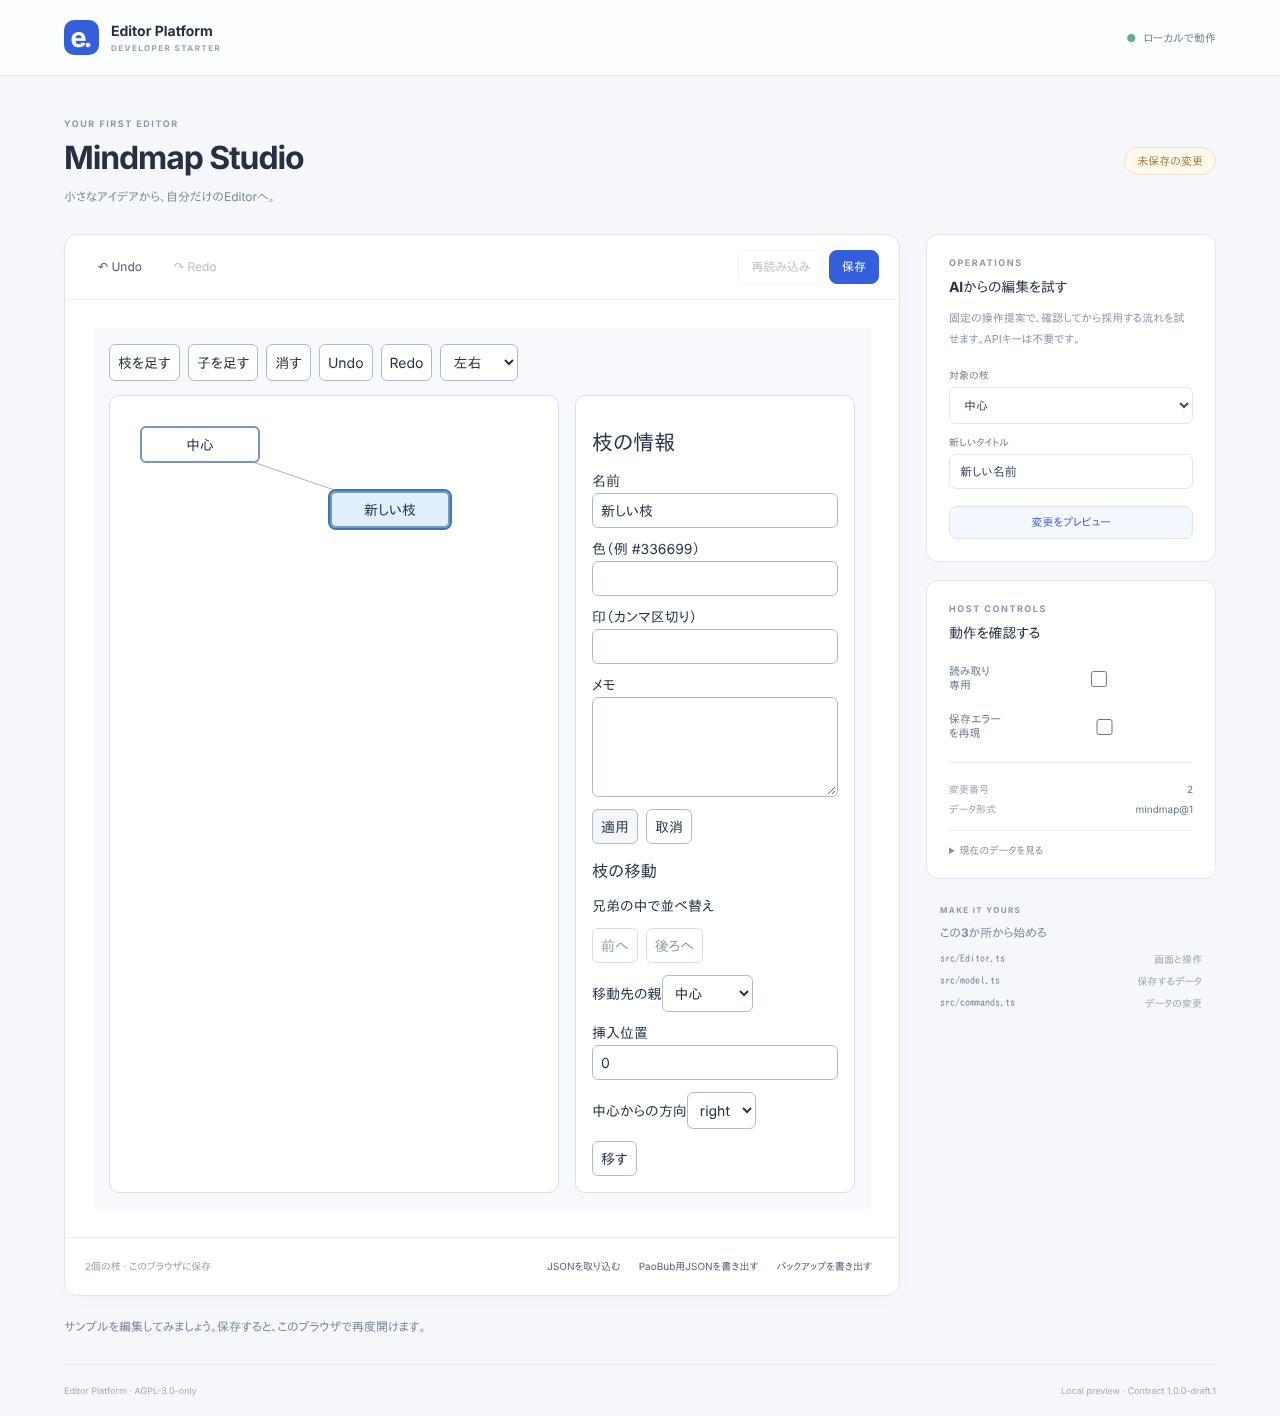 e.
Editor Platform
DEVELOPER STARTER
ローカルで動作
YOUR FIRST EDITOR
Mindmap Studio
未保存の変更
小さなアイデアから、自分だけのEditorへ。
↶ Undo
↷ Redo
再読み込み
保存
枝を足す
子を足す
消す
Undo
Redo
左右
中心
新しい枝
枝の情報
名前
新しい枝
色（例 #336699）
印（カンマ区切り）
メモ
適用
取消
枝の移動
兄弟の中で並べ替え
前へ
後ろへ
移動先の親
中心
挿入位置
0
中心からの方向
right
移す
2個の枝 · このブラウザに保存
JSONを取り込む
PaoBub用JSONを書き出す
バックアップを書き出す
OPERATIONS
AIからの編集を試す
固定の操作提案で、確認してから採用する流れを試
せます。APIキーは不要です。
対象の枝
中心
新しいタイトル
新しい名前
変更をプレビュー
HOST CONTROLS
動作を確認する
読み取り
専用
保存エラー
を再現
変更番号
2
データ形式
mindmap@1
▶ 現在のデータを見る
MAKE IT YOURS
この3か所から始める
src/Editor.ts
画面と操作
src/model.ts
保存するデータ
src/commands.ts
データの変更
サンプルを編集してみましょう。保存すると、このブラウザで再度開けます。
Editor Platform · AGPL-3.0-only
Local preview · Contract 1.0.0-draft.1